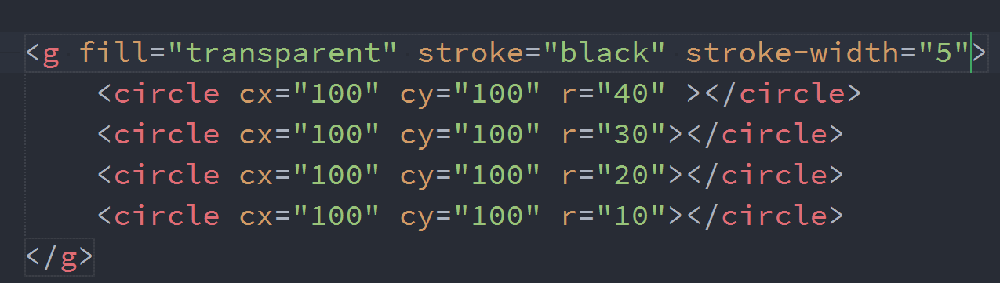 <g fill="transparent" stroke="black" stroke-width="5">
<circle cx="100" cy="100" r="40" ></circle>
<circle cx="100" cy="100" r="30"></circle>
<circle cx="100" cy="100" r="20"></circle>
<circle cx="100" cy="100" r="10"></circle>
</g>